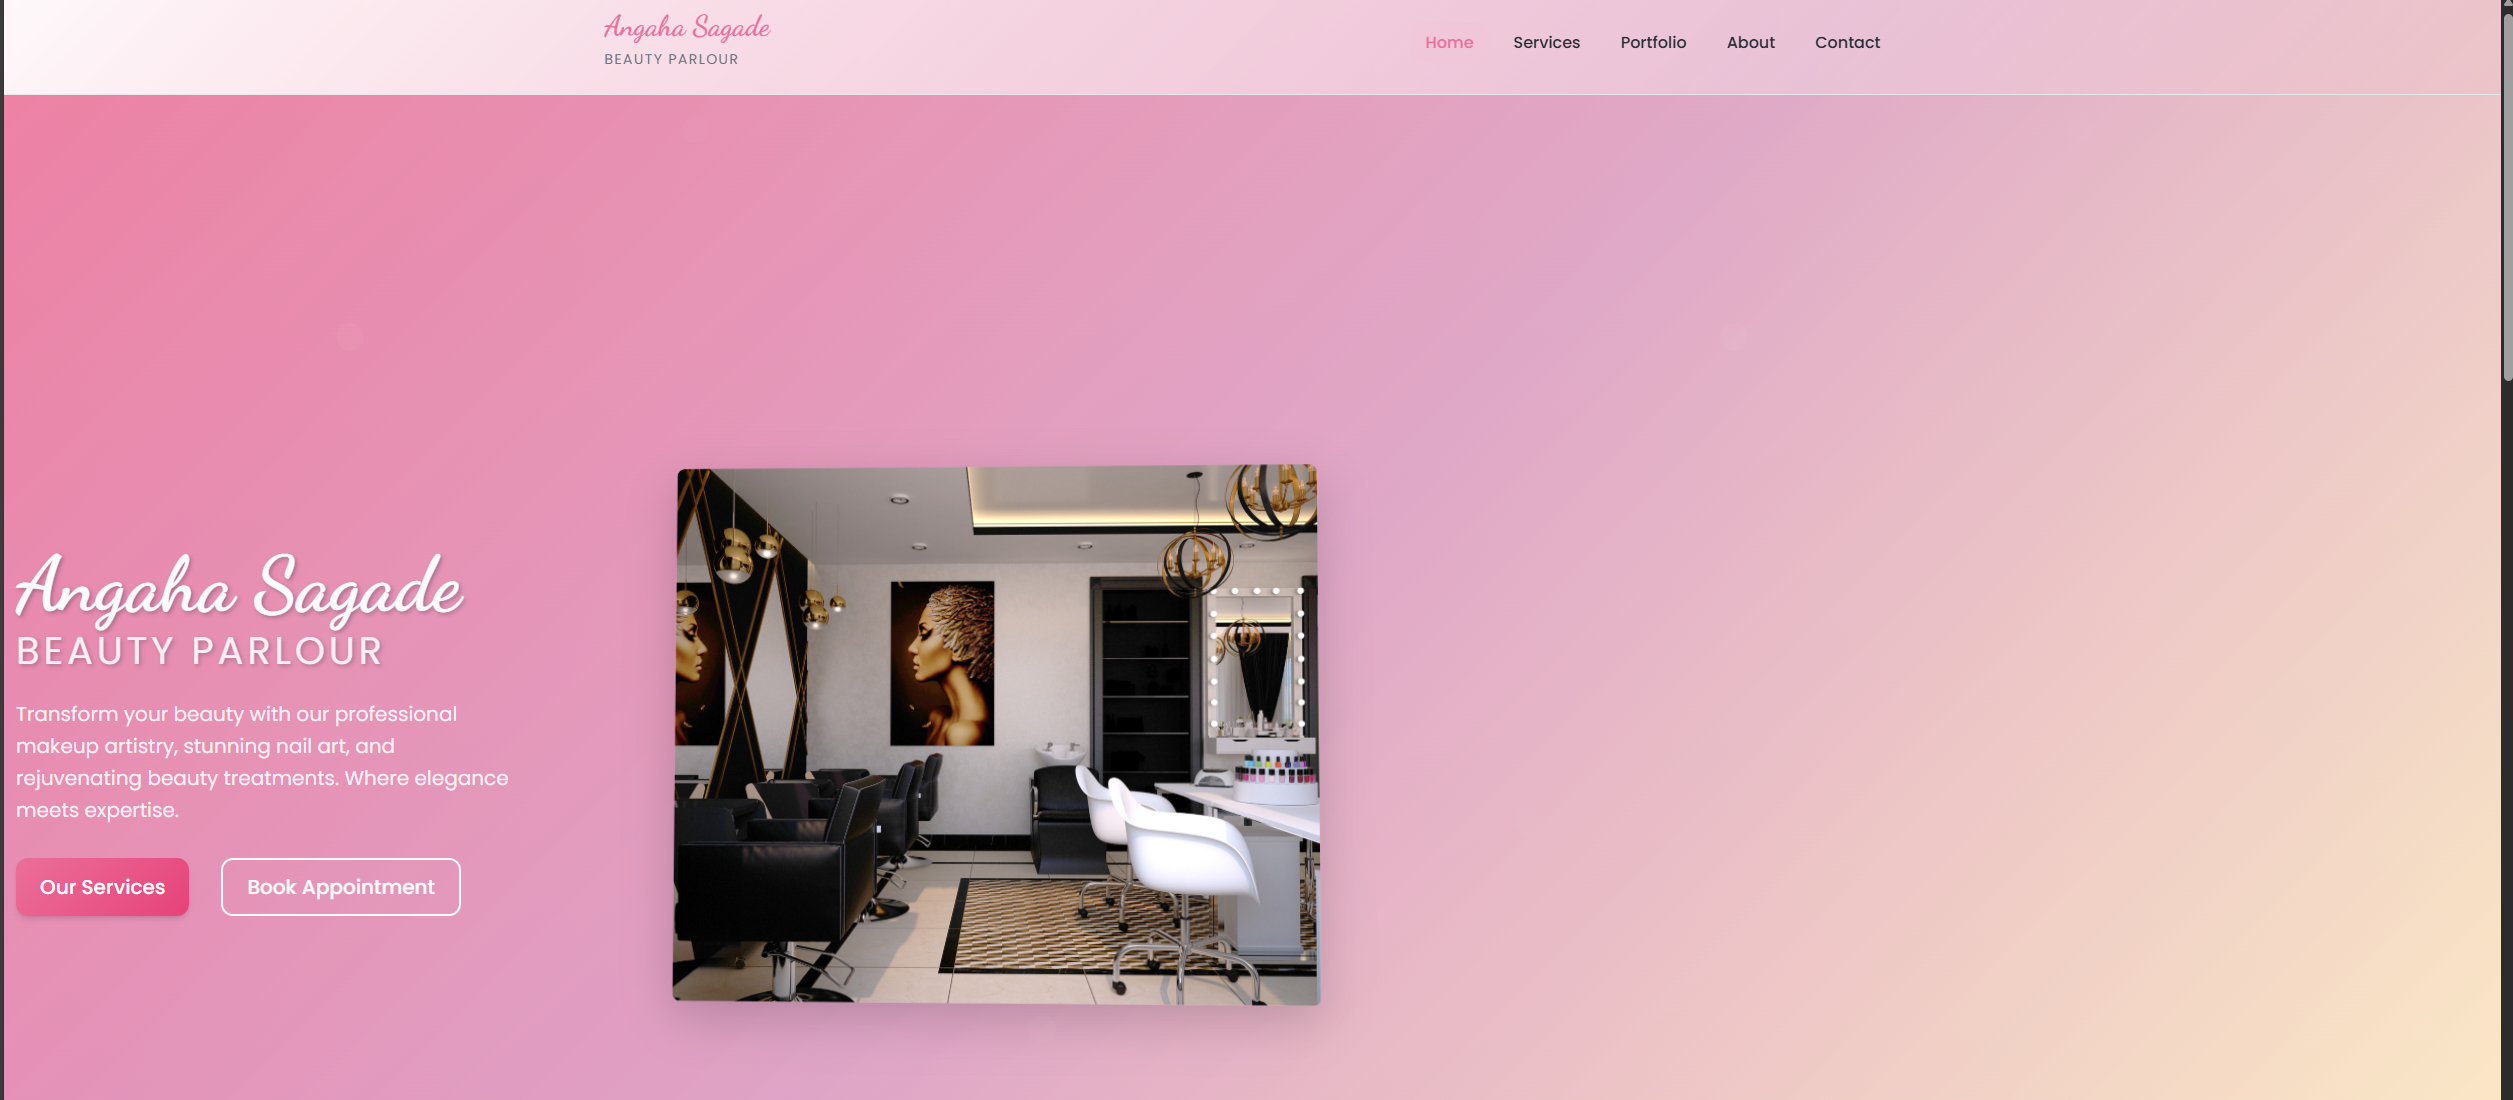 Angaha Sagade
BEAUTY PARLOUR
Home
Services
Portfolio
About
Contact
Angaha Sagade
BEAUTY PARLOUR
Transform your beauty with our professional
makeup artistry, stunning nail art, and
rejuvenating beauty treatments. Where elegance
meets expertise.
Our Services
Book Appointment